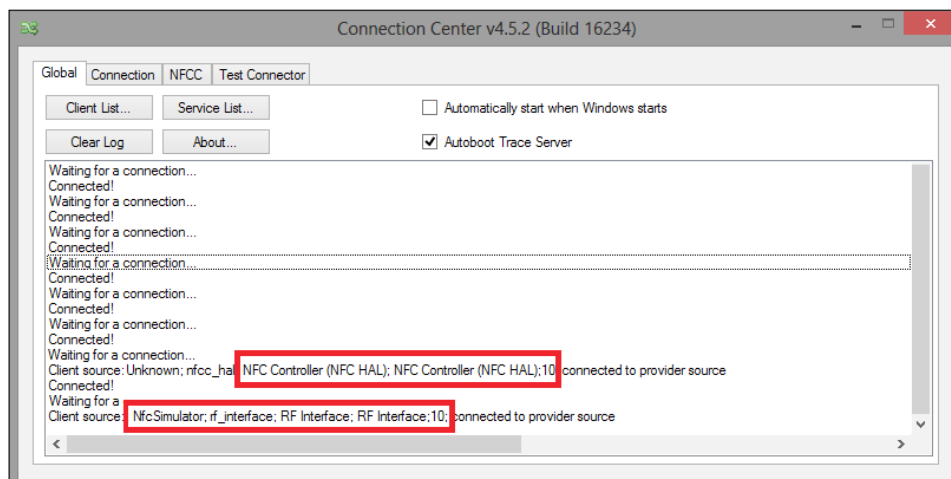 Connection Center v4.5.2 (Build 16234)
Global Connection NFCC Test Connector
Client List... Service List... Automatically start when Windows starts
Clear Log About... Autoboot Trace Server
Waiting for a connection...
Connected!
Waiting for a connection...
Connected!
Waiting for a connection...
Connected!
Waiting for a connection...
Connected!
Waiting for a connection...
Connected!
Waiting for a connection...
Connected!
Waiting for a connection...
Client source: Unknown; nfcc_hal NFC Controller (NFC HAL); NFC Controller (NFC HAL);10; connected to provider source
Connected!
Waiting for a
Client source: NfcSimulator; rf_interface; RF Interface; RF Interface;10; connected to provider source